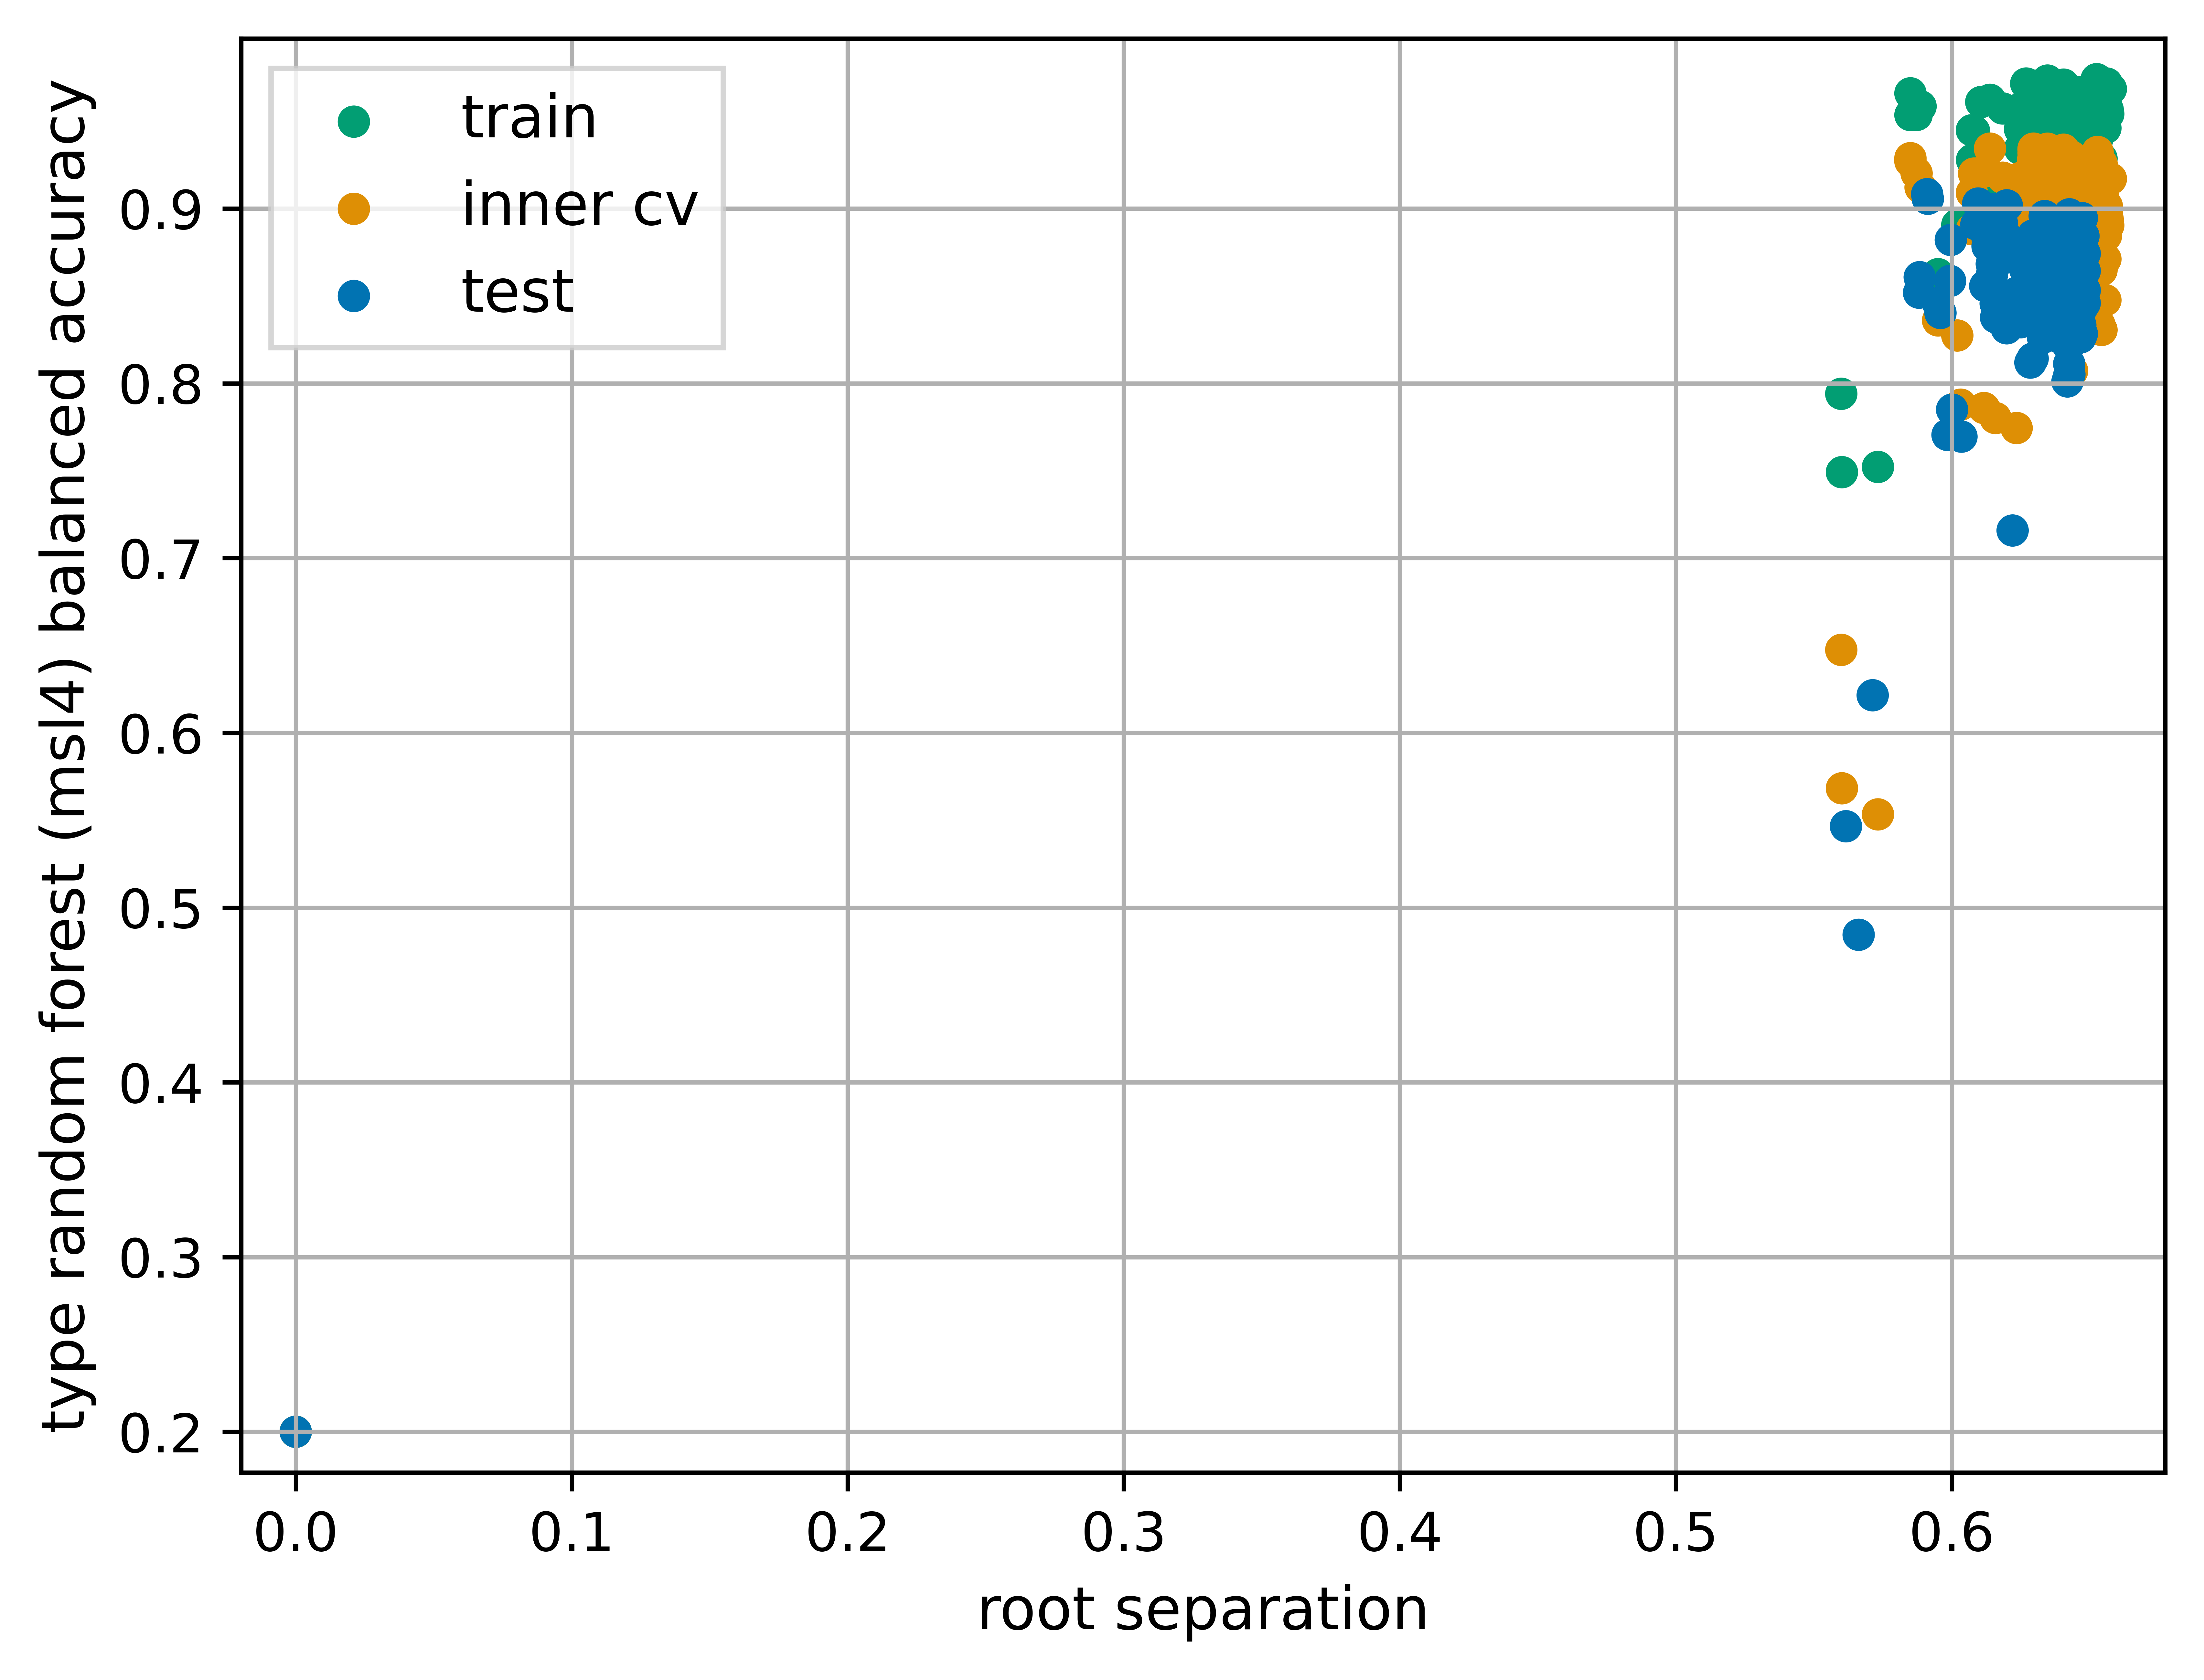 train
inner cv
test
type random forest (msl4) balanced accuracy
0.9
0.8
0.7
0.6
0.5
0.4
0.3
0.2
0.0 0.1 0.2 0.3 0.4 0.5 0.6
root separation